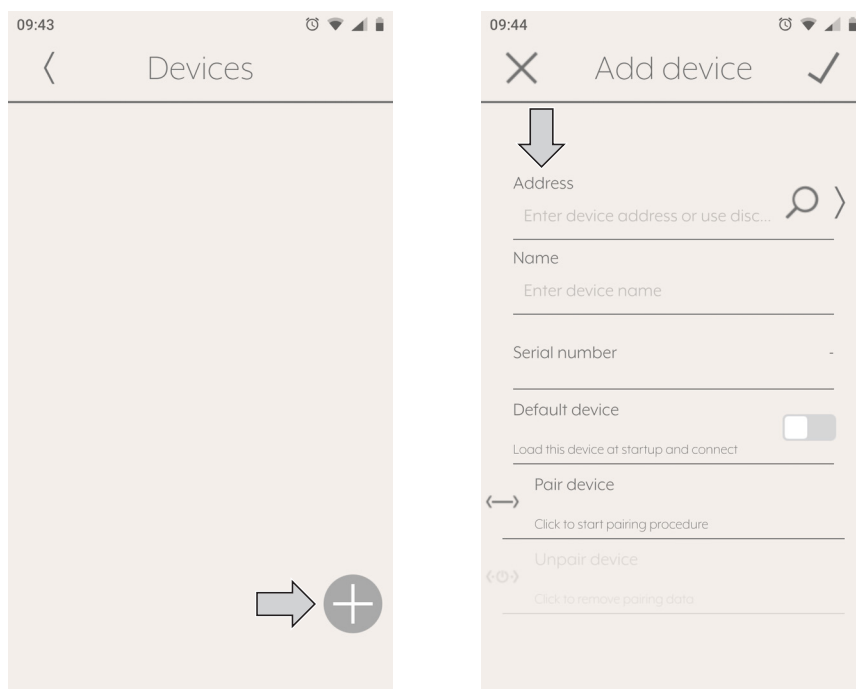 09:43
Devices
09:44
Add device
Address
Enter device address or use disc...
Name
Enter device name
Serial number -
Default device
Load this device at startup and connect
Pair device
Click to start pairing procedure
Unpair device
Click to remove pairing data